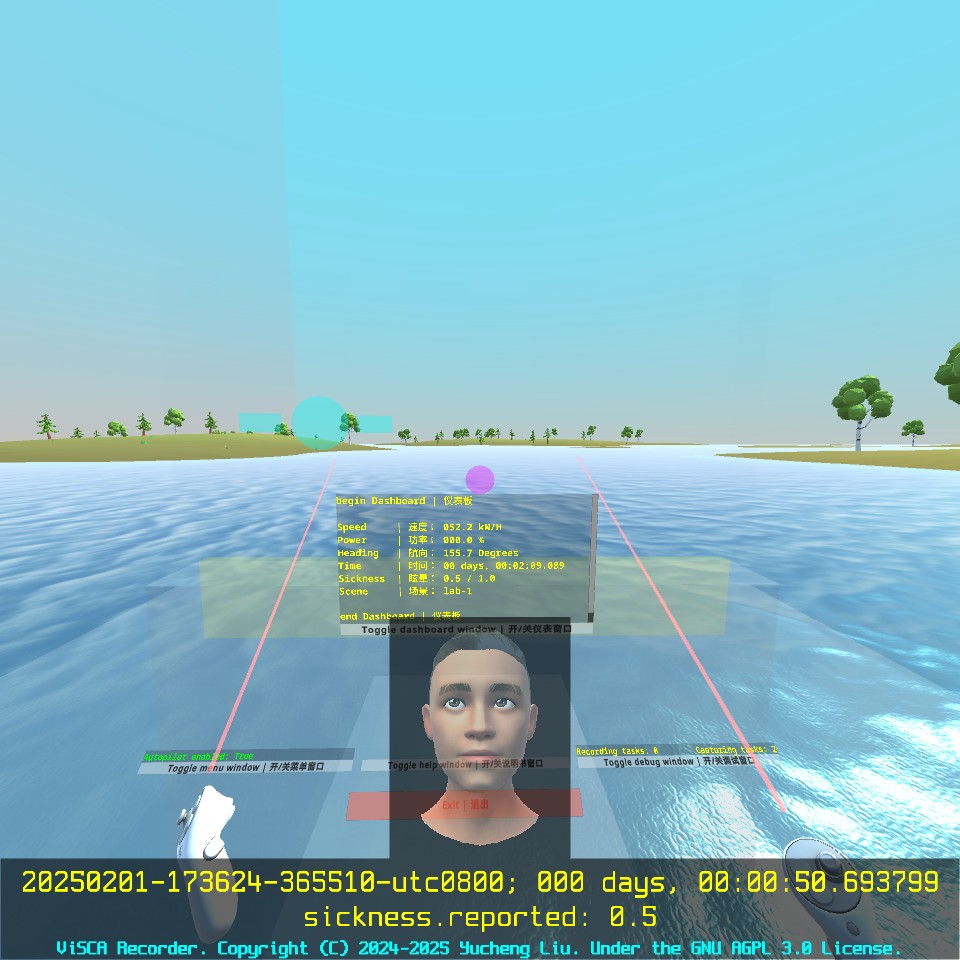 begin Dashboard | 仪表板
Speed | 速度： 052.2 kN/H
Power | 功率： 000.0 %
Heading | 航向： 155.7 Degrees
Time | 时间： 00 days, 00:02:09.089
Sickness | 眩晕： 0.5 / 1.0
Scene | 场景： lab-1
end Dashboard | 仪表板
Toggle dashboard window | 开/关仪表窗口
Autopilot enabled: True
Toggle menu window | 开/关菜单窗口
Toggle help window | 开/关说明书窗口
Recording tasks: 0 Capturing tasks: 2
Toggle debug window | 开/关调试窗口
Exit | 退出
20250201-173624-365510-utc0800; 000 days, 00:00:50.693799
sickness.reported: 0.5
ViSCA Recorder. Copyright (C) 2024-2025 Yucheng Liu. Under the GNU AGPL 3.0 License.